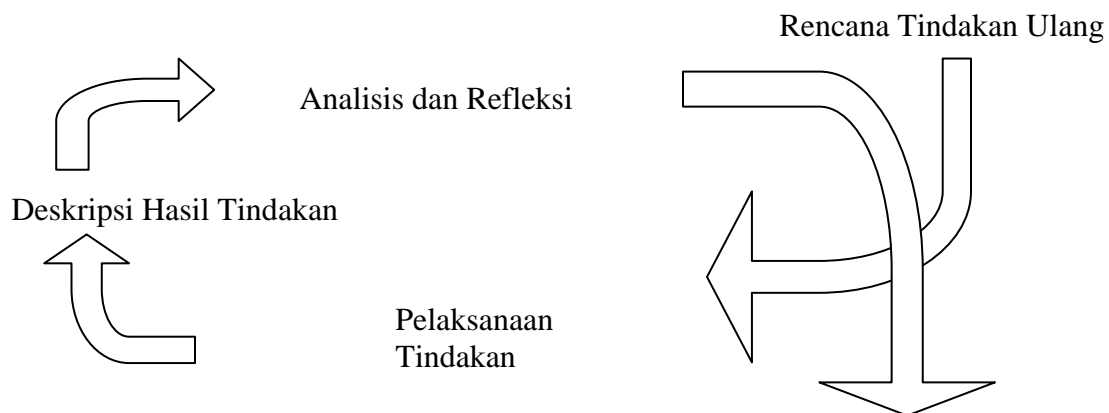 Rencana Tindakan Ulang
Analisis dan Refleksi
Deskripsi Hasil Tindakan
Pelaksanaan
Tindakan